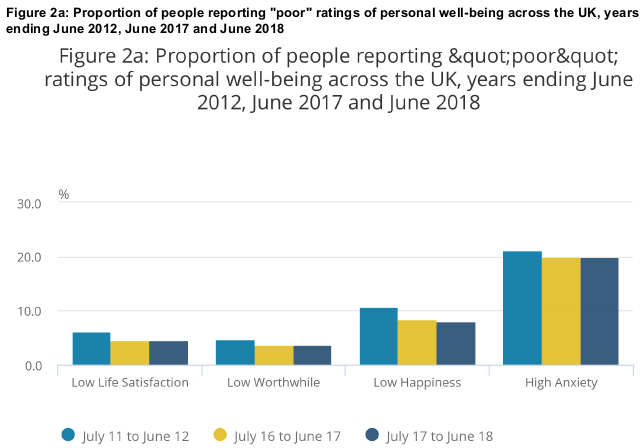 Figure 2a: Proportion of people reporting "poor" ratings of personal well-being across the UK, years
ending June 2012, June 2017 and June 2018
Figure 2a: Proportion of people reporting &quot;poor&quot;
ratings of personal well-being across the UK, years ending June
2012, June 2017 and June 2018
%
30.0
20.0
10.0
0.0
Low Life Satisfaction Low Worthwhile Low Happiness High Anxiety
July 11 to June 12 July 16 to June 17 July 17 to June 18